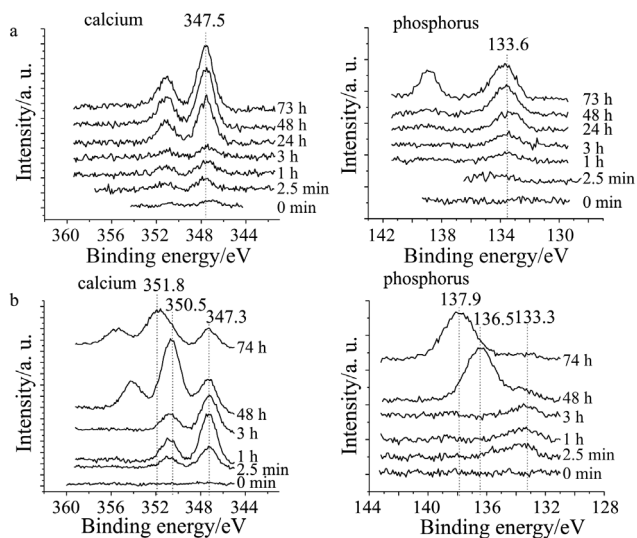 a
calcium
347.5
Intensity/a. u.
73 h
48 h
24 h
3 h
1 h
2.5 min
0 min
360 356 352 348 344
Binding energy/eV
phosphorus
133.6
Intensity/a. u.
73 h
48 h
24 h
3 h
1 h
2.5 min
0 min
142 138 134 130
Binding energy/eV
b
calcium
351.8
350.5
347.3
Intensity/a. u.
74 h
48 h
3 h
1 h
2.5 min
0 min
360 356 352 348 344
Binding energy/eV
phosphorus
137.9
136.5
133.3
Intensity/a. u.
74 h
48 h
3 h
1 h
2.5 min
0 min
144 140 136 132 128
Binding energy/eV